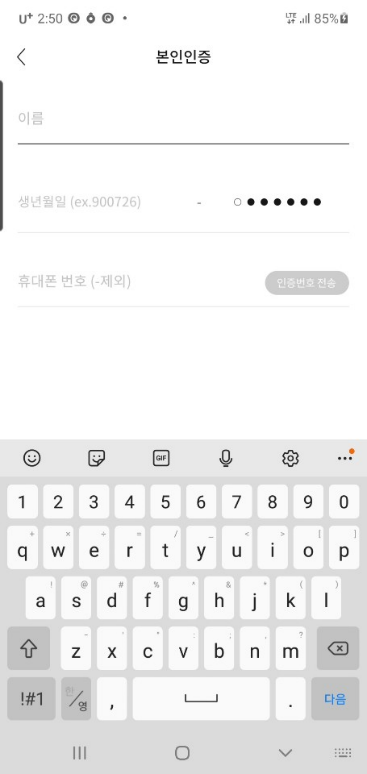 U+ 2:50 LTE 85%
본인인증
이름
생년월일 (ex.900726) - ○●●●●●●
휴대폰 번호 (-제외) 인증번호 전송
GIF
1 2 3 4 5 6 7 8 9 0
q w e r t y u i o p
a s d f g h j k l
z x c v b n m
!#1 한/영 , . 다음